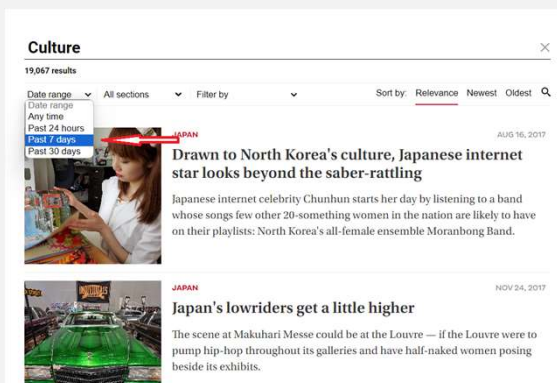 Culture
19,067 results
Date range All sections Filter by Sort by: Relevance Newest Oldest
Date range
Any time
Past 24 hours
Past 7 days
Past 30 days
JAPAN AUG 16, 2017
Drawn to North Korea's culture, Japanese internet
star looks beyond the saber-rattling
Japanese internet celebrity Chunhun starts her day by listening to a band
whose songs few other 20-something women in the nation are likely to have
on their playlists: North Korea's all-female ensemble Moranbong Band.
JAPAN NOV 24, 2017
Japan's lowriders get a little higher
The scene at Makuhari Messe could be at the Louvre — if the Louvre were to
pump hip-hop throughout its galleries and have half-naked women posing
beside its exhibits.